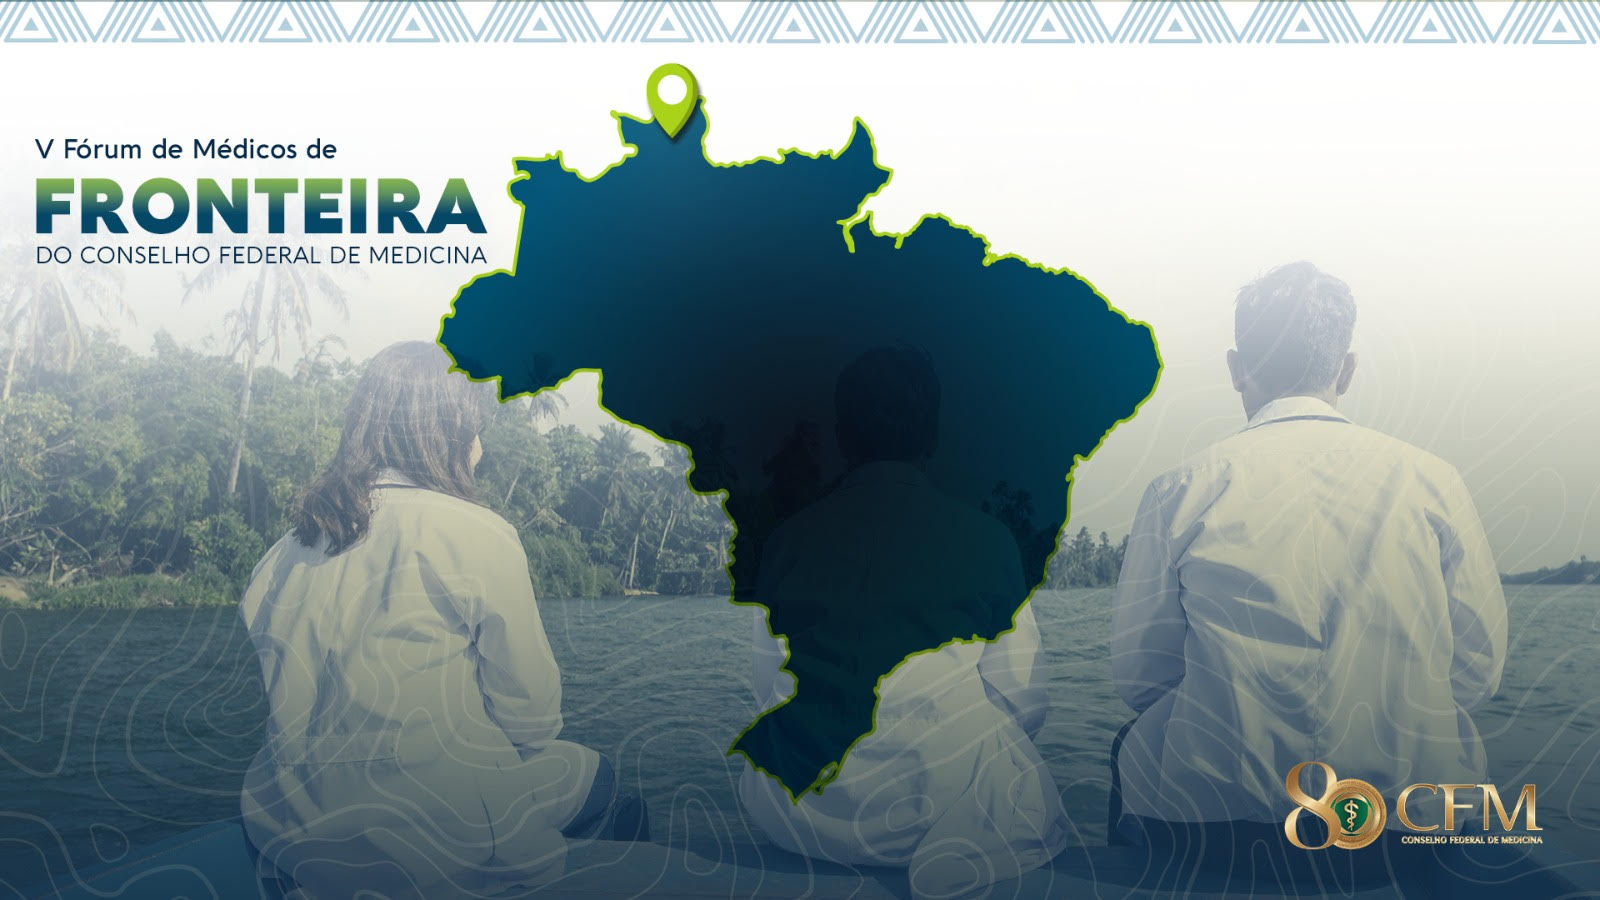 V Fórum de Médicos de
FRONTEIRA
DO CONSELHO FEDERAL DE MEDICINA
80 CFM
CONSELHO FEDERAL DE MEDICINA